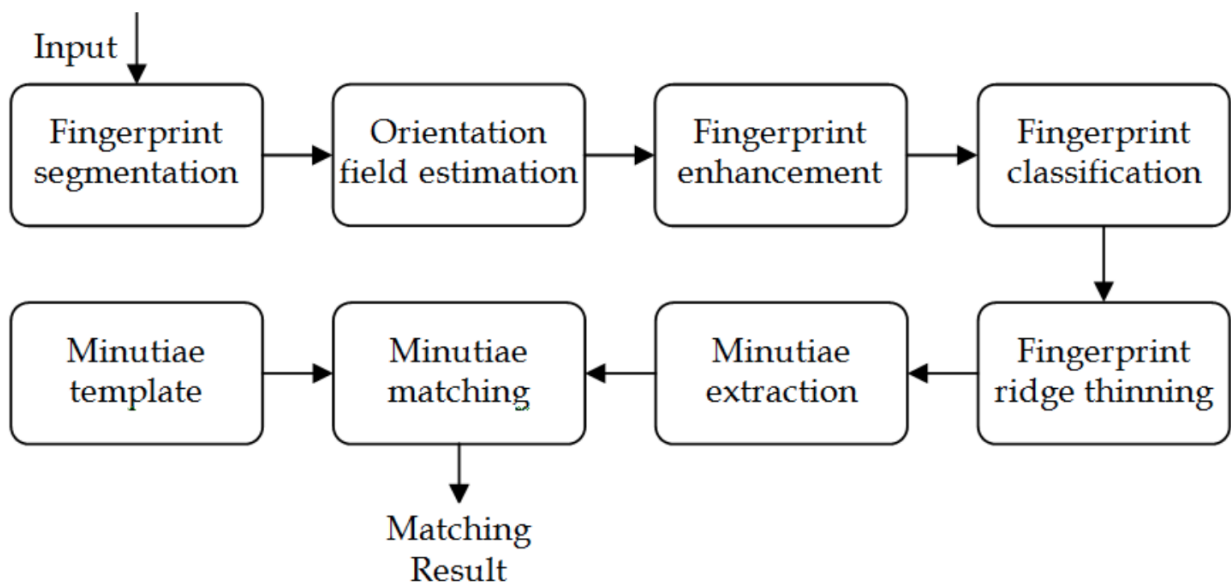 Input
Fingerprint
segmentation
Orientation
field estimation
Fingerprint
enhancement
Fingerprint
classification
Minutiae
template
Minutiae
matching
Minutiae
extraction
Fingerprint
ridge thinning
Matching
Result